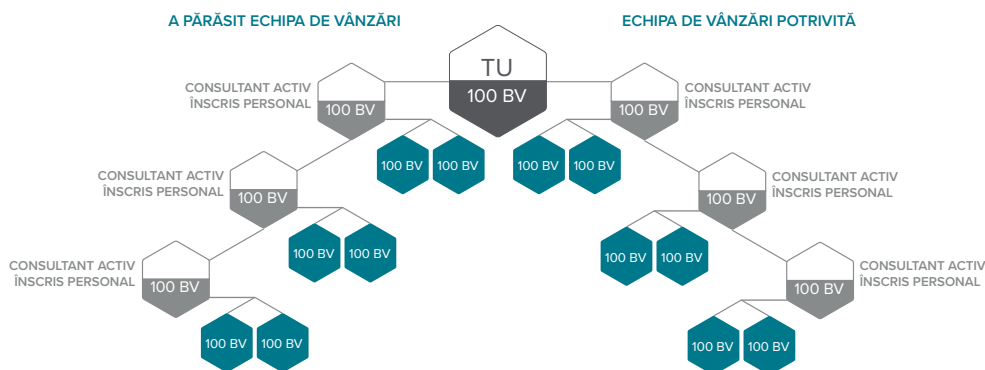 A PĂRĂSIT ECHIPA DE VÂNZĂRI
ECHIPA DE VÂNZĂRI POTRIVITĂ
TU
100 BV
CONSULTANT ACTIV
ÎNSCRIS PERSONAL
100 BV
100 BV
CONSULTANT ACTIV
ÎNSCRIS PERSONAL
100 BV
100 BV
100 BV
100 BV
CONSULTANT ACTIV
ÎNSCRIS PERSONAL
100 BV
100 BV
CONSULTANT ACTIV
ÎNSCRIS PERSONAL
100 BV
100 BV
100 BV
100 BV
CONSULTANT ACTIV
ÎNSCRIS PERSONAL
100 BV
100 BV
CONSULTANT ACTIV
ÎNSCRIS PERSONAL
100 BV
100 BV
100 BV
100 BV